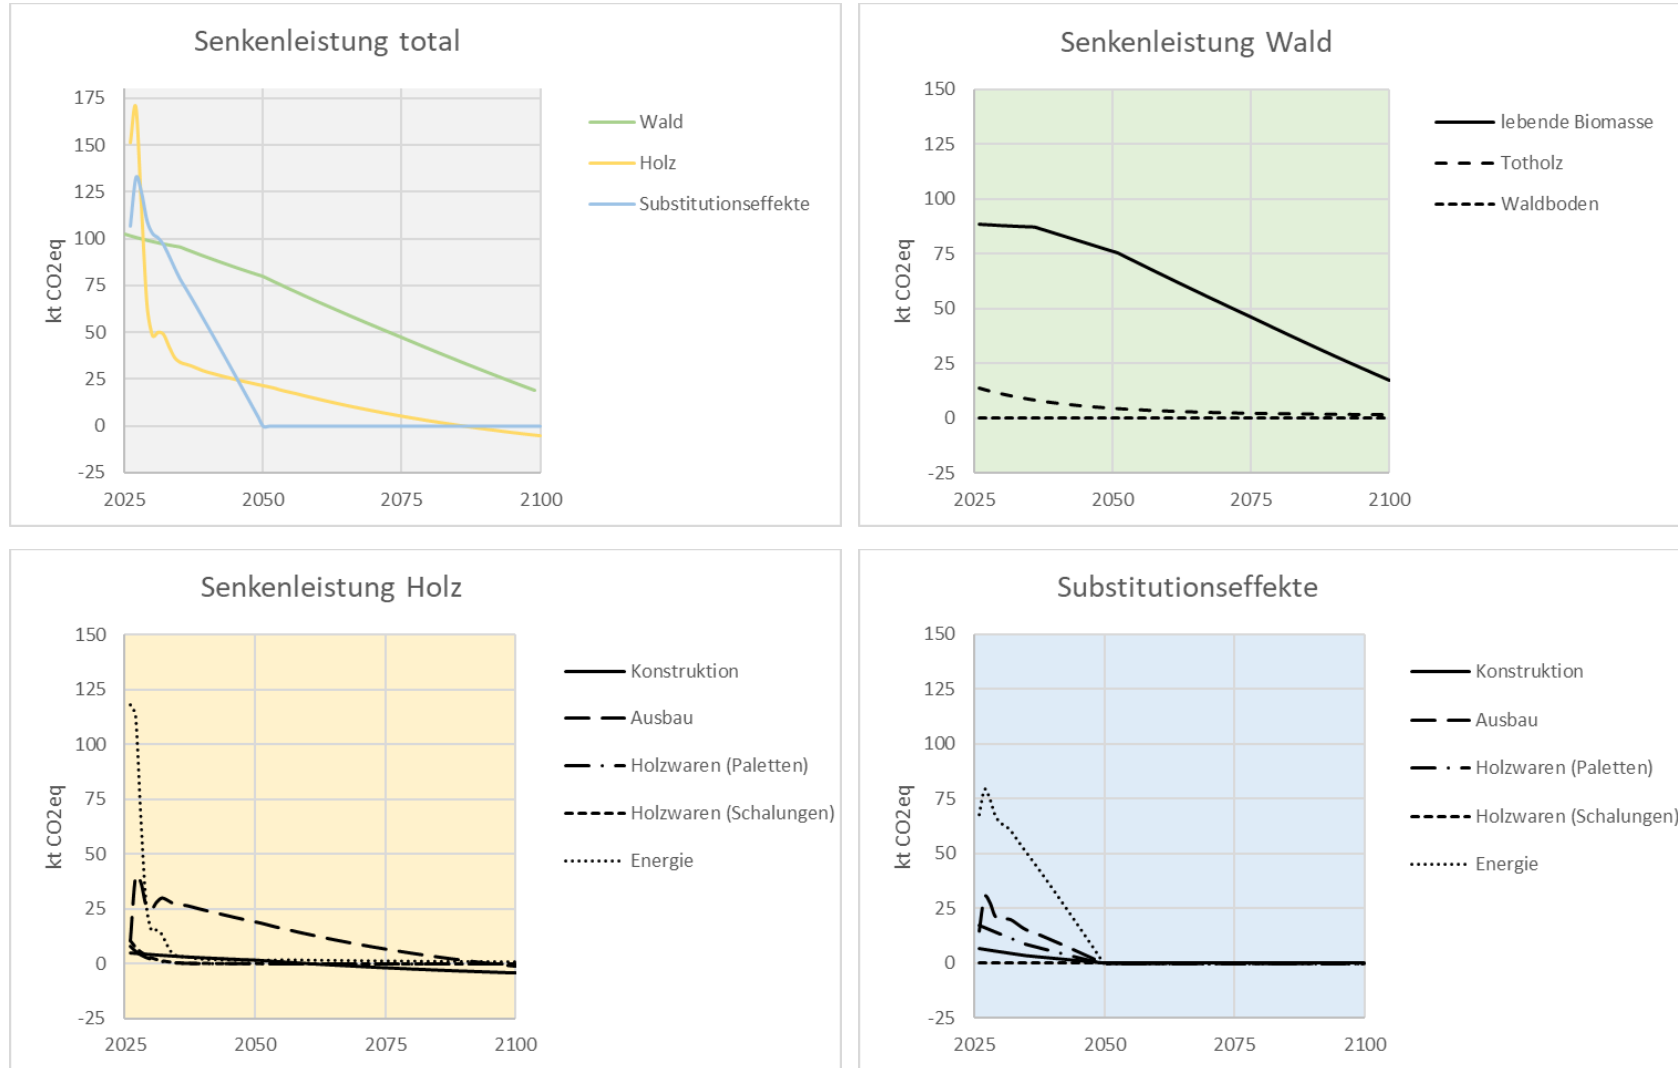 Senkenleistung total
175
150
125
100
75
50
25
0
-25
kt CO2eq
2025 2050 2075 2100
Wald
Holz
Substitutionseffekte
Senkenleistung Wald
150
125
100
75
50
25
0
-25
kt CO2eq
2025 2050 2075 2100
lebende Biomasse
Totholz
Waldboden
Senkenleistung Holz
150
125
100
75
50
25
0
-25
kt CO2eq
2025 2050 2075 2100
Konstruktion
Ausbau
Holzwaren (Paletten)
Holzwaren (Schalungen)
Energie
Substitutionseffekte
150
125
100
75
50
25
0
-25
kt CO2eq
2025 2050 2075 2100
Konstruktion
Ausbau
Holzwaren (Paletten)
Holzwaren (Schalungen)
Energie